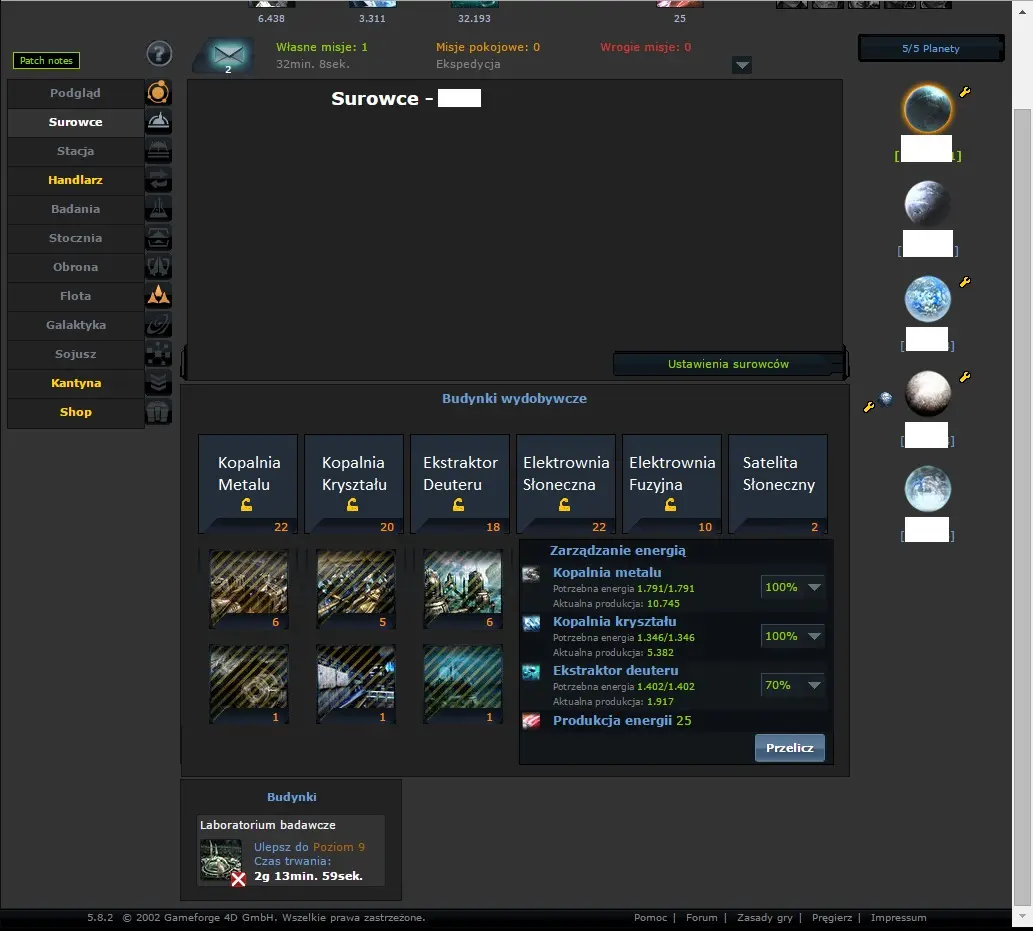 6.438
3.311
32.193
25
Patch notes
?
2
Własne misje: 1
32min. 8sek.
Misje pokojowe: 0
Ekspedycja
Wrogie misje: 0
5/5 Planety
Podgląd
Surowce
Stacja
Handlarz
Badania
Stocznia
Obrona
Flota
Galaktyka
Sojusz
Kantyna
Shop
Surowce -
Ustawienia surowców
Budynki wydobywcze
Kopalnia
Metalu
22
Kopalnia
Kryształu
20
Ekstraktor
Deuteru
18
Elektrownia
Słoneczna
22
Elektrownia
Fuzyjna
10
Satelita
Słoneczny
2
6
5
6
1
1
1
Zarządzanie energią
Kopalnia metalu
Potrzebna energia 1.791/1.791
Aktualna produkcja: 10.745
100%
Kopalnia kryształu
Potrzebna energia 1.346/1.346
Aktualna produkcja: 5.382
100%
Ekstraktor deuteru
Potrzebna energia 1.402/1.402
Aktualna produkcja: 1.917
70%
Produkcja energii 25
Przelicz
[ ]
[ ]
[ ]
[ ]
[ ]
Budynki
Laboratorium badawcze
Ulepsz do Poziom 9
Czas trwania:
2g 13min. 59sek.
5.8.2 © 2002 Gameforge 4D GmbH. Wszelkie prawa zastrzeżone.
Pomoc | Forum | Zasady gry | Pręgierz | Impressum